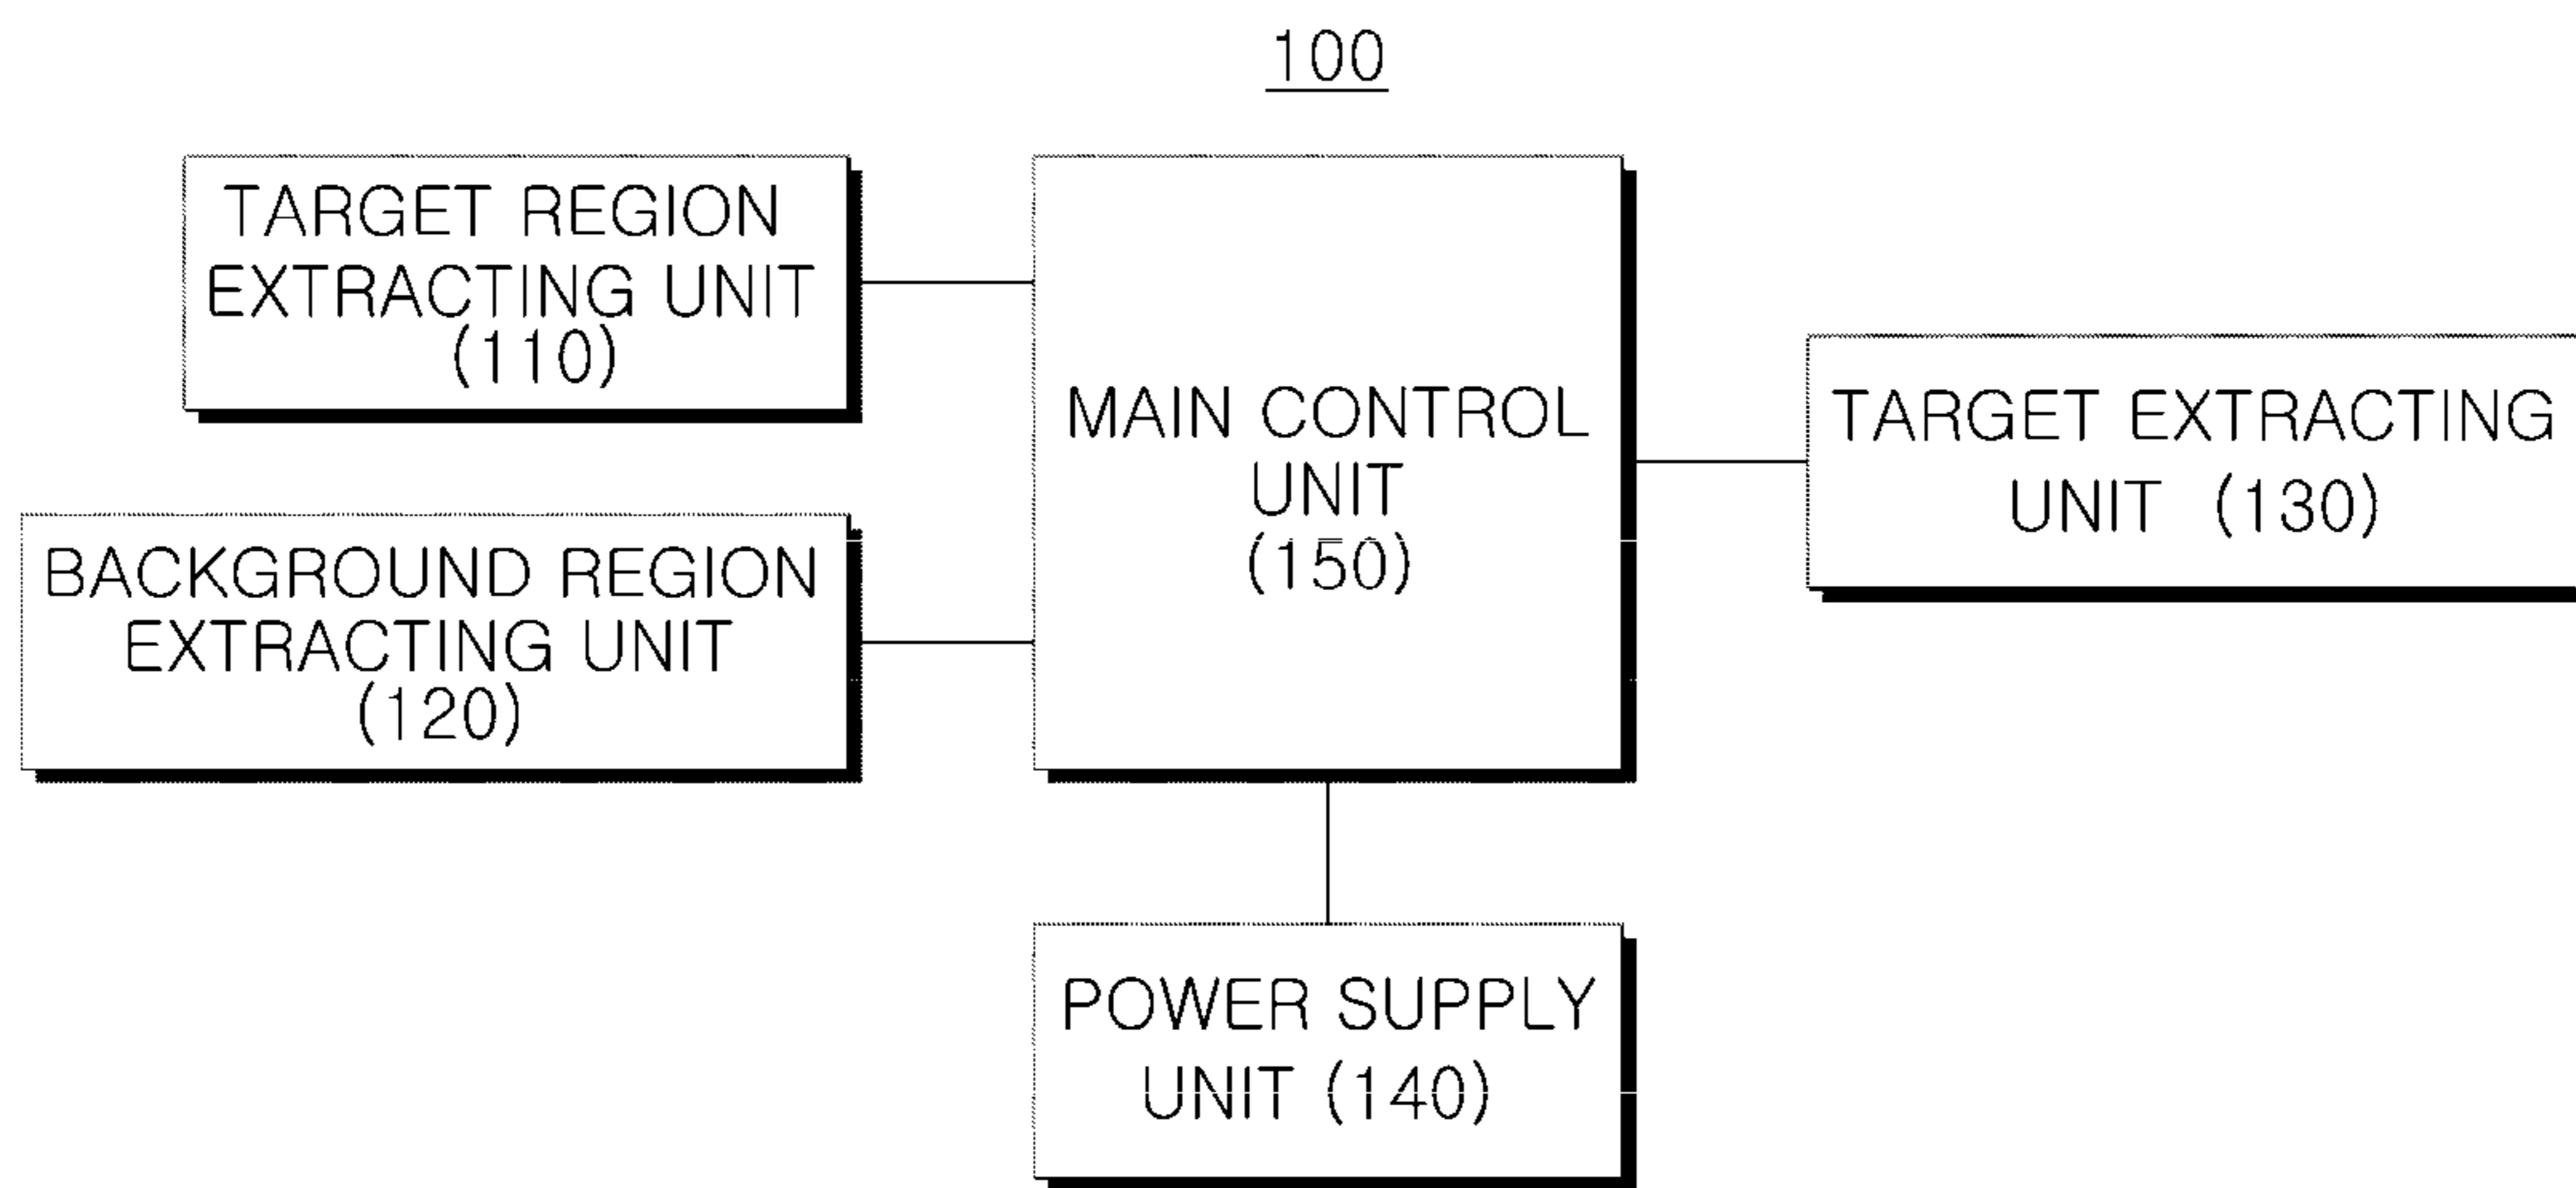 100
TARGET REGION
EXTRACTING UNIT
(110)
BACKGROUND REGION
EXTRACTING UNIT
(120)
MAIN CONTROL
UNIT
(150)
TARGET EXTRACTING
UNIT (130)
POWER SUPPLY
UNIT (140)